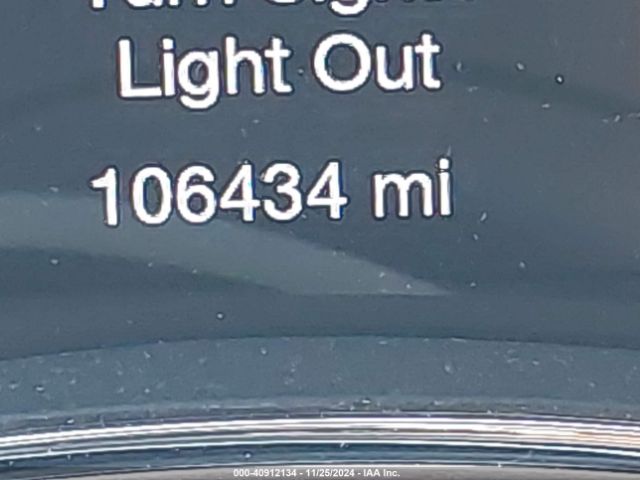 Light Out
106434 mi
000-40912134 - 11/25/2024 - IAA Inc.